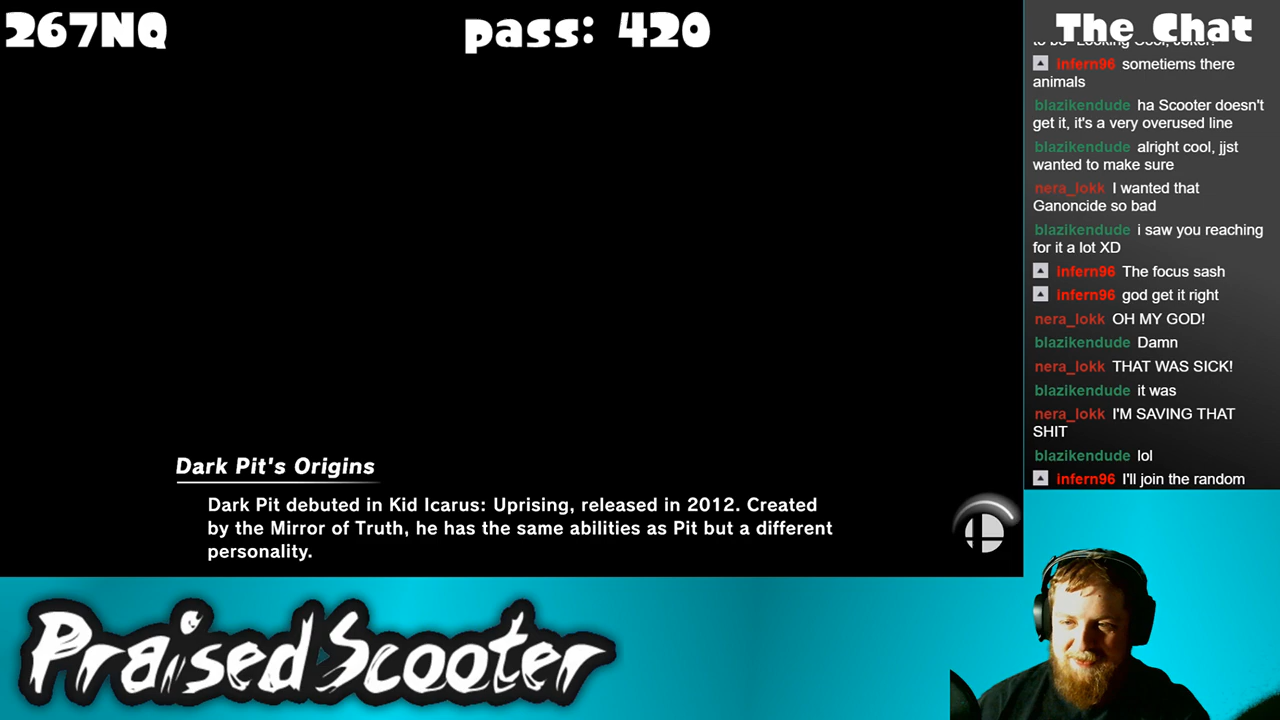 267NQ
pass: 420
The Chat
to be "Looking Cool, Joker!"
infern96 sometiems there
animals
blazikendude ha Scooter doesn't
get it, it's a very overused line
blazikendude alright cool, jjst
wanted to make sure
nera_lokk I wanted that
Ganoncide so bad
blazikendude i saw you reaching
for it a lot XD
infern96 The focus sash
infern96 god get it right
nera_lokk OH MY GOD!
blazikendude Damn
nera_lokk THAT WAS SICK!
blazikendude it was
nera_lokk I'M SAVING THAT
SHIT
blazikendude lol
infern96 I'll join the random
Dark Pit's Origins
Dark Pit debuted in Kid Icarus: Uprising, released in 2012. Created
by the Mirror of Truth, he has the same abilities as Pit but a different
personality.
PraisedScooter